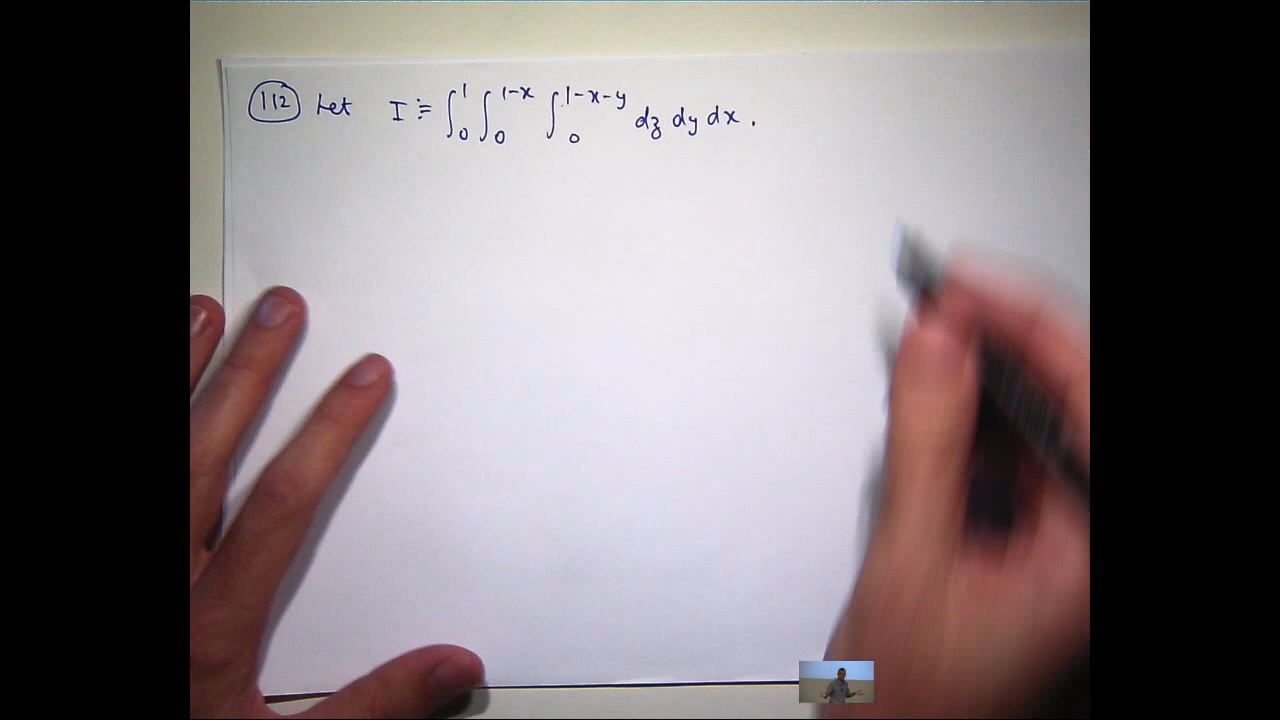 (112) Let I ≡ ∫₀¹ ∫₀^{1-x} ∫₀^{1-x-y} dz dy dx.